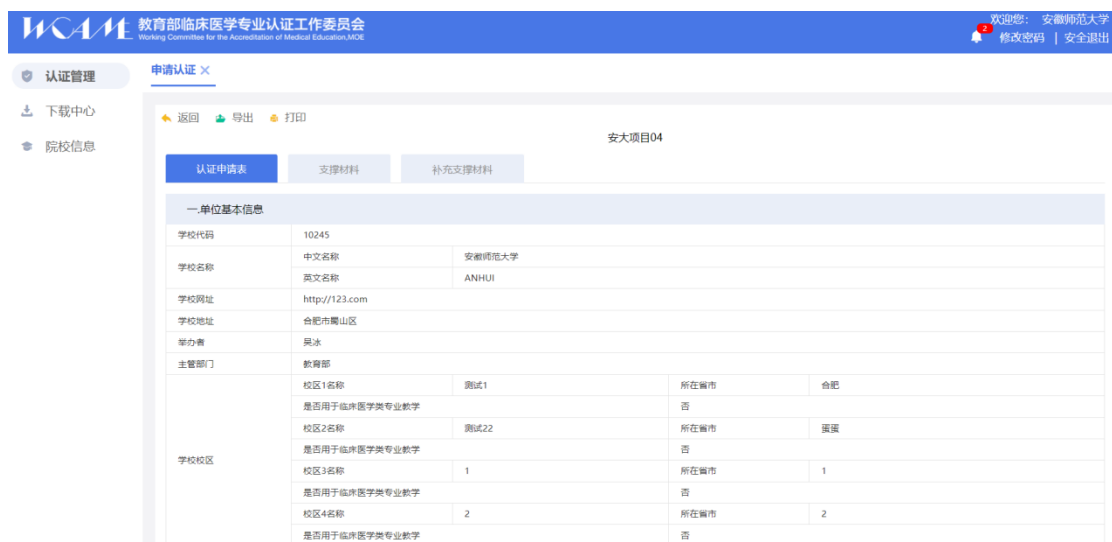 WCAME 教育部临床医学专业认证工作委员会
Working Committee for the Accreditation of Medical Education,MOE
欢迎您： 安徽师范大学
2
修改密码 | 安全退出
认证管理
下载中心
院校信息
申请认证 ×
返回 导出 打印
安大项目04
认证申请表 支撑材料 补充支撑材料
一.单位基本信息
学校代码 10245
学校名称 中文名称 安徽师范大学
英文名称 ANHUI
学校网址 http://123.com
学校地址 合肥市蜀山区
举办者 吴冰
主管部门 教育部
学校校区
校区1名称 测试1 所在省市 合肥
是否用于临床医学类专业教学 否
校区2名称 测试22 所在省市 蛋蛋
是否用于临床医学类专业教学 否
校区3名称 1 所在省市 1
是否用于临床医学类专业教学 否
校区4名称 2 所在省市 2
是否用于临床医学类专业教学 否